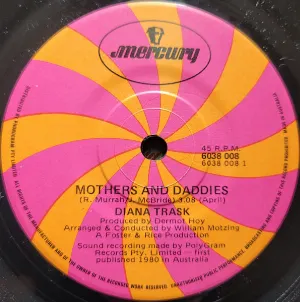 mercury
45 R.P.M.
6038 008
6038 008 1
MOTHERS AND DADDIES
(R. Murrah/J. McBride) 3.08 (April)
DIANA TRASK
Produced by Dermot Hoy
Arranged & Conducted by William Motzing
A Foster & Rice Production
Sound recording made by PolyGram
Records Pty. Limited — first
published 1980 in Australia